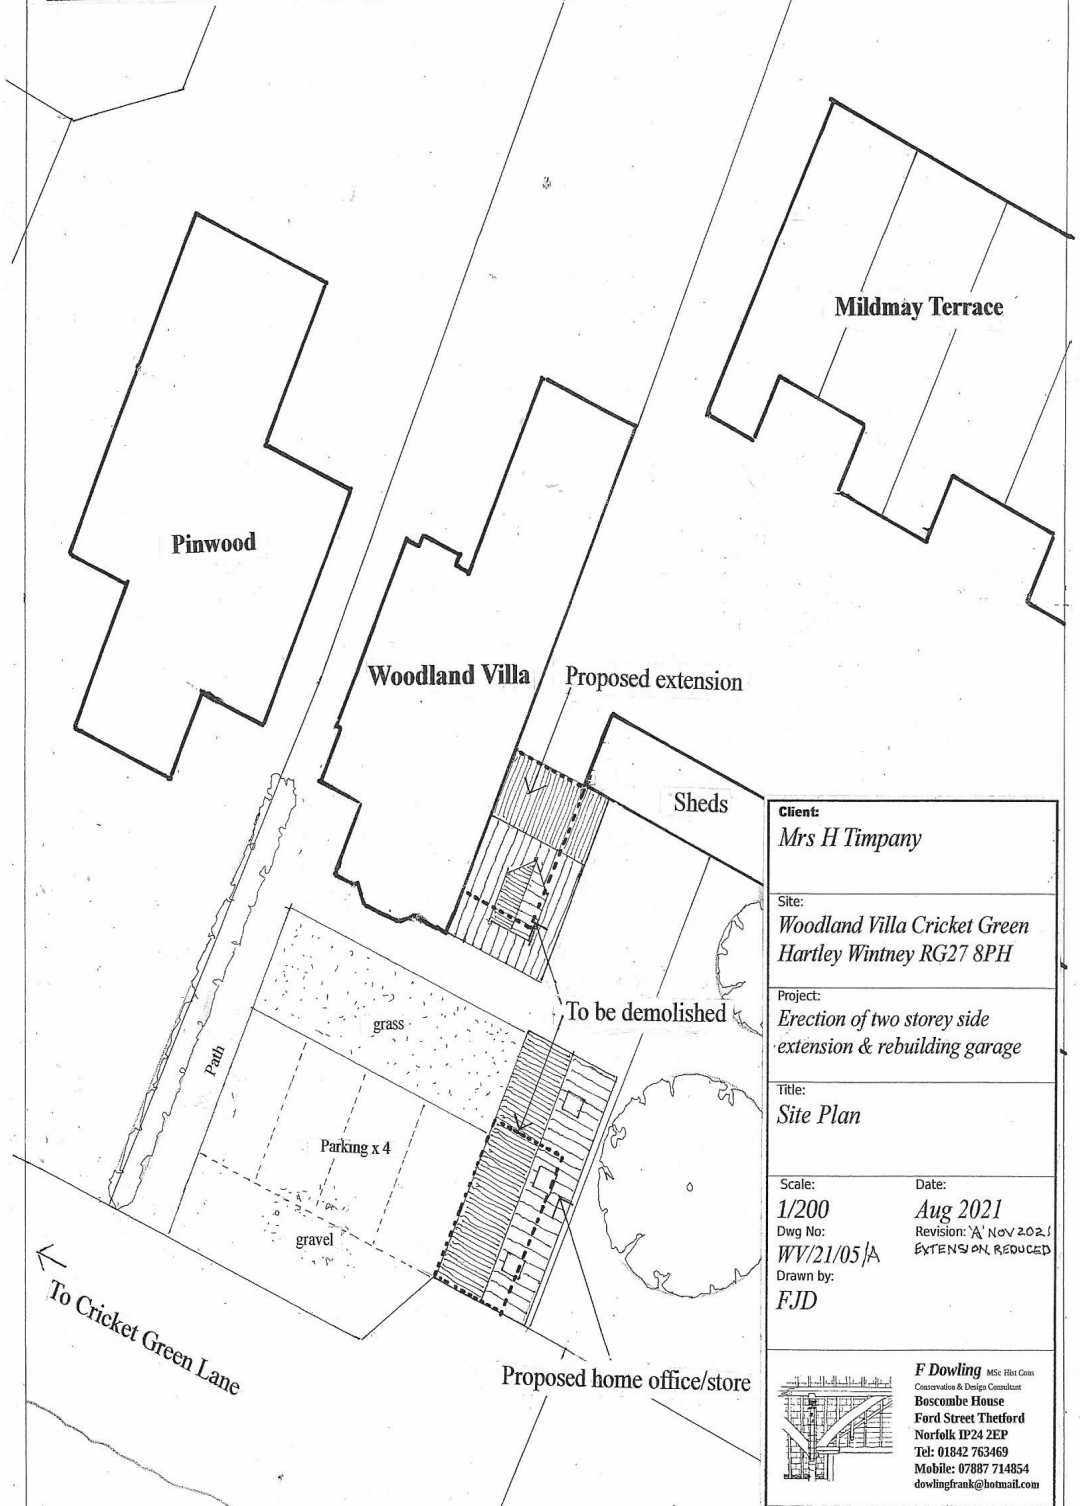 Mildmay Terrace
Pinwood
Woodland Villa
Proposed extension
Sheds
To be demolished
grass
Path
Parking x 4
gravel
To Cricket Green Lane
Proposed home office/store
Client:
Mrs H Timpany
Site:
Woodland Villa Cricket Green
Hartley Wintney RG27 8PH
Project:
Erection of two storey side
extension & rebuilding garage
Title:
Site Plan
Scale:
1/200
Date:
Aug 2021
Dwg No:
WV/21/05/A
Revision: 'A' NOV 2021
EXTENSION REDUCED
Drawn by:
FJD
F Dowling MSc Hist Cons
Conservation & Design Consultant
Boscombe House
Ford Street Thetford
Norfolk IP24 2EP
Tel: 01842 763469
Mobile: 07887 714854
dowlingfrank@hotmail.com